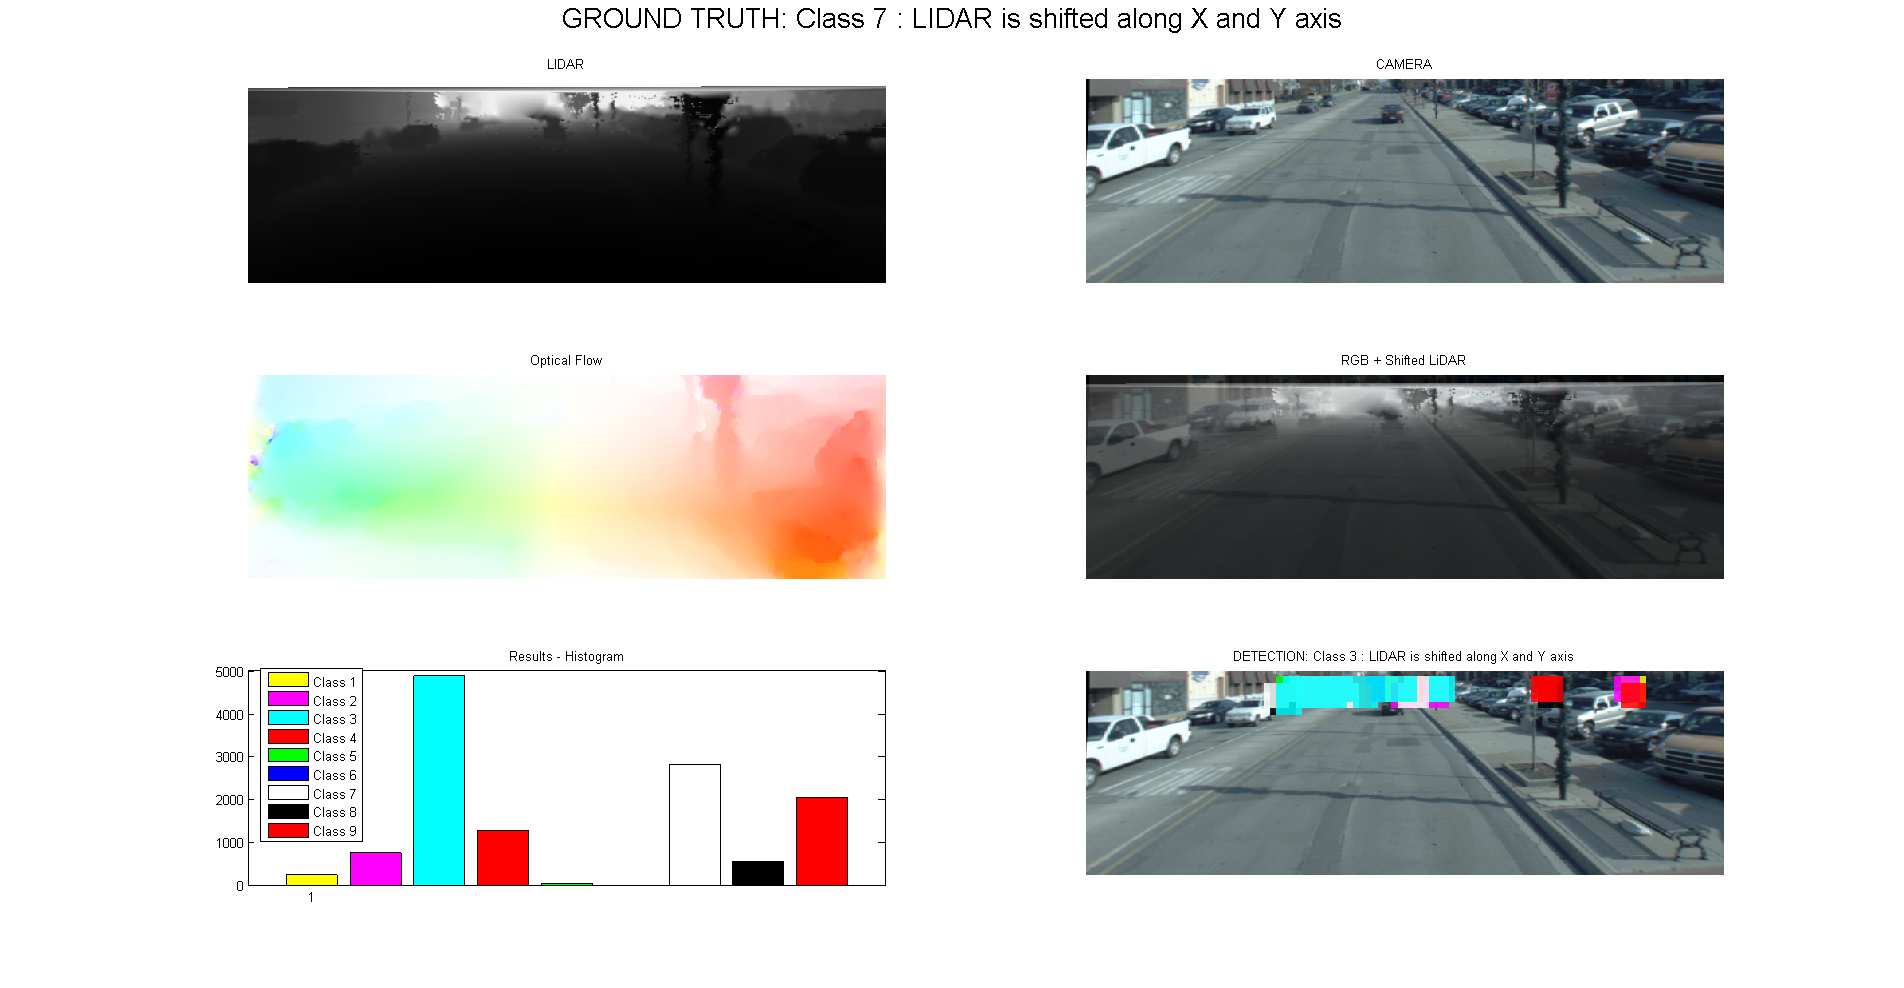 GROUND TRUTH: Class 7 : LIDAR is shifted along X and Y axis
LIDAR
CAMERA
Optical Flow
RGB + Shifted LiDAR
Results - Histogram
5000
4000
3000
2000
1000
0
Class 1
Class 2
Class 3
Class 4
Class 5
Class 6
Class 7
Class 8
Class 9
1
DETECTION: Class 3 : LIDAR is shifted along X and Y axis